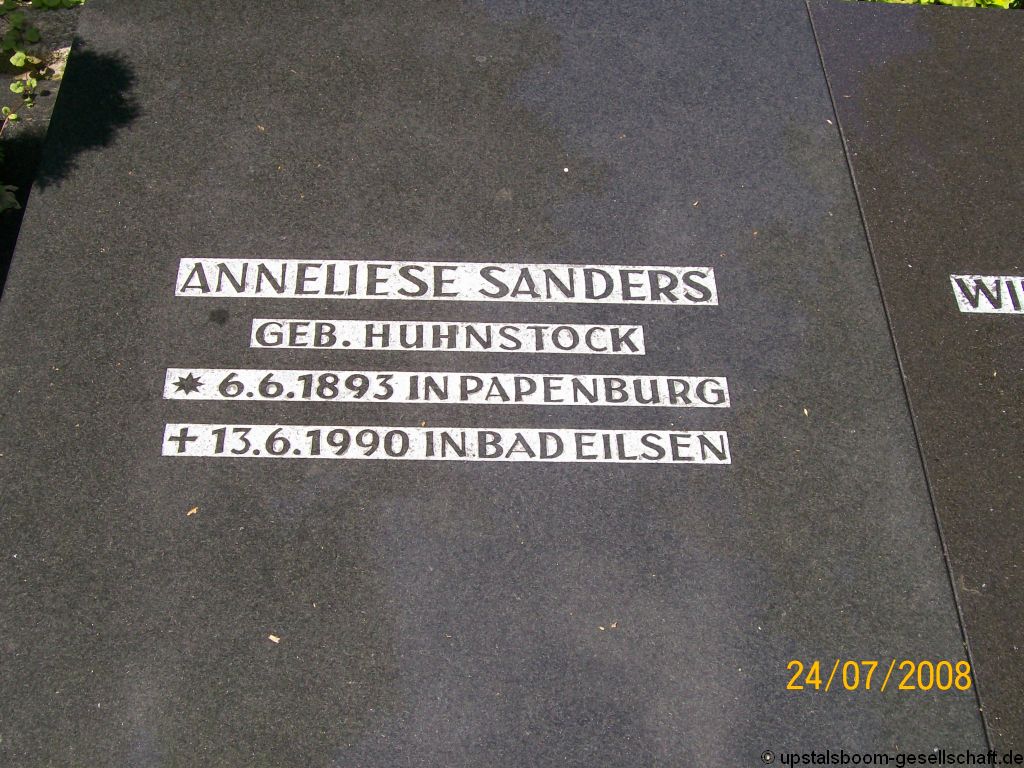 ANNELIESE SANDERS
GEB. HUHNSTOCK
* 6.6.1893 IN PAPENBURG
+ 13.6.1990 IN BAD EILSEN
24/07/2008
© upstalsboom-gesellschaft.de